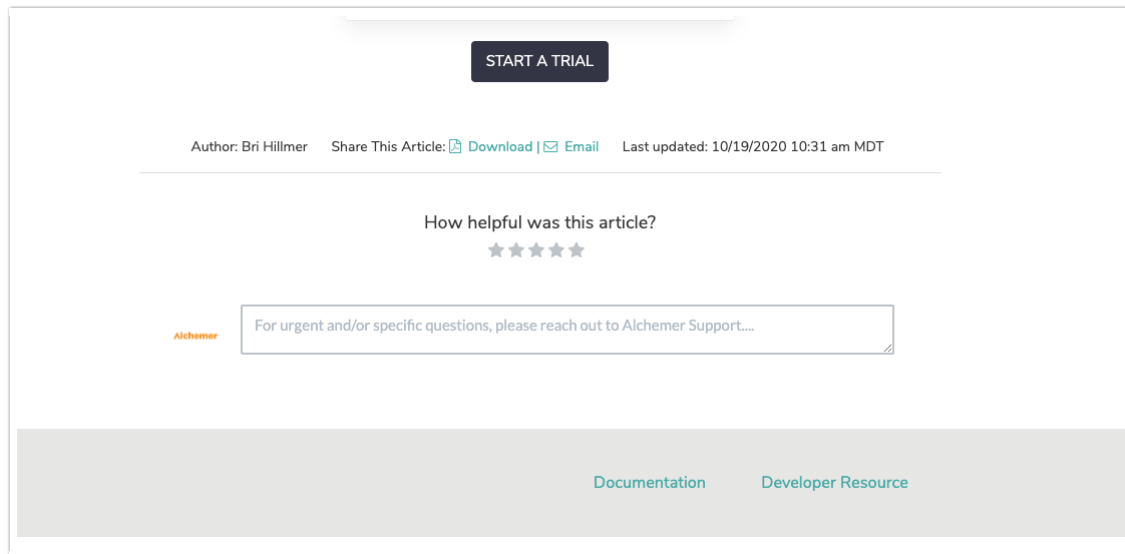 START A TRIAL
Author: Bri Hillmer Share This Article: Download | Email Last updated: 10/19/2020 10:31 am MDT
How helpful was this article?
Alchemer For urgent and/or specific questions, please reach out to Alchemer Support....
Documentation Developer Resource